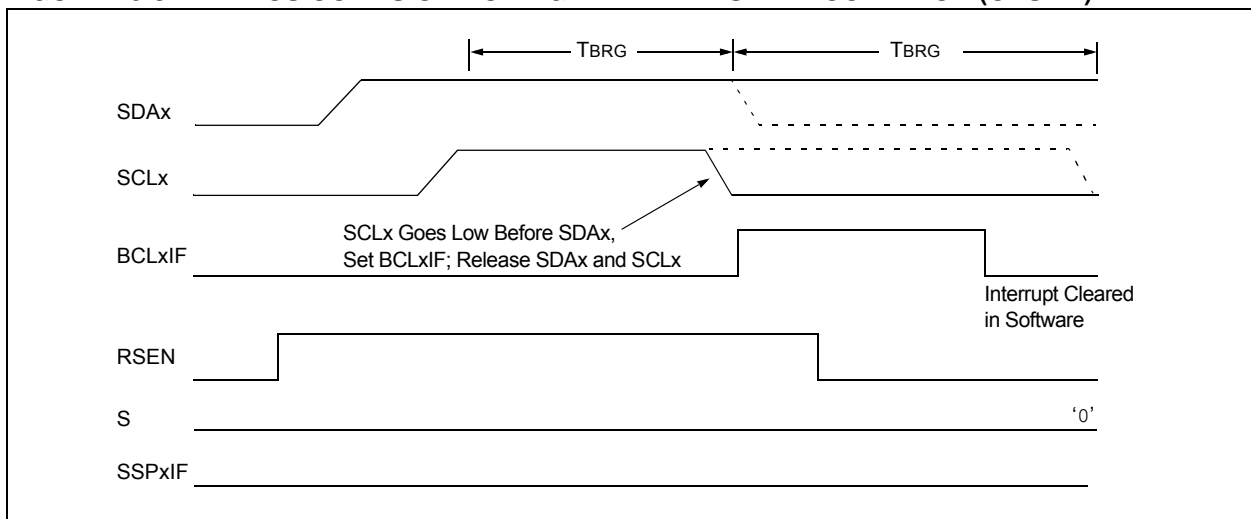 TBRG TBRG
SDAx
SCLx
SCLx Goes Low Before SDAx,
Set BCLxIF; Release SDAx and SCLx
BCLxIF
Interrupt Cleared
in Software
RSEN
S
'0'
SSPxIF